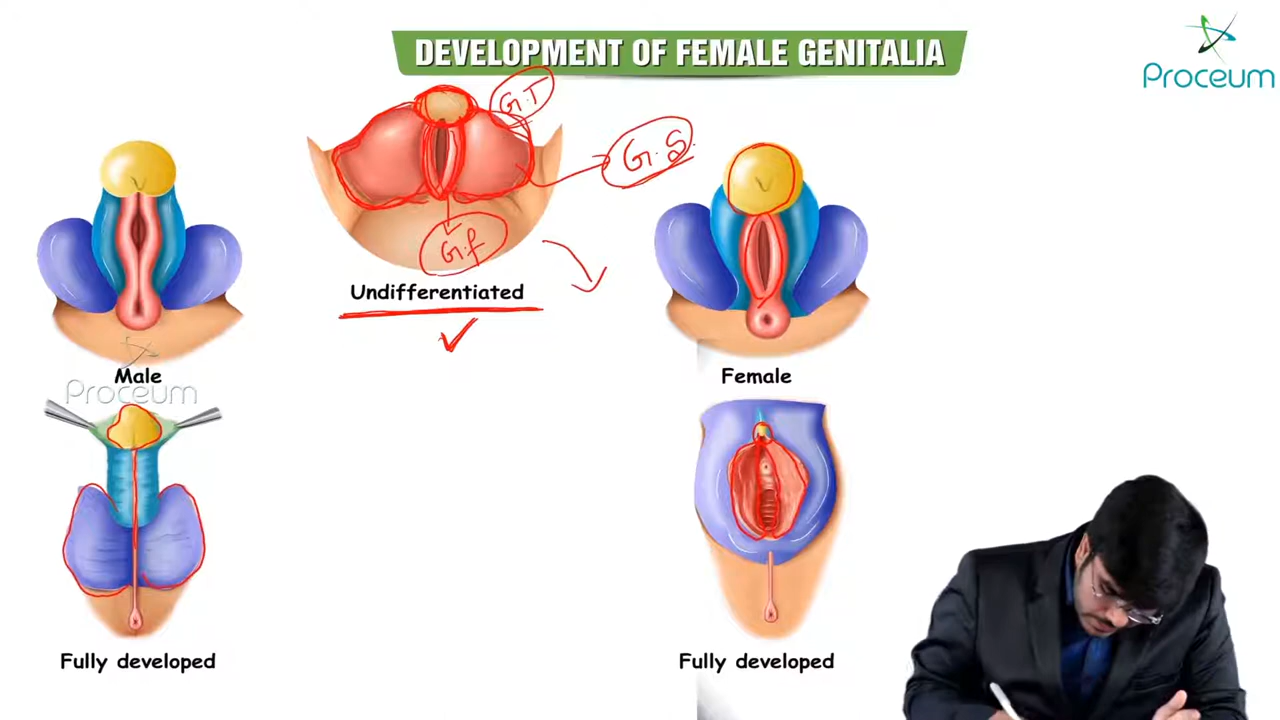 DEVELOPMENT OF FEMALE GENITALIA
Proceum
G.T
G.S.
G.f
Undifferentiated
Male
Proceum
Female
Fully developed
Fully developed